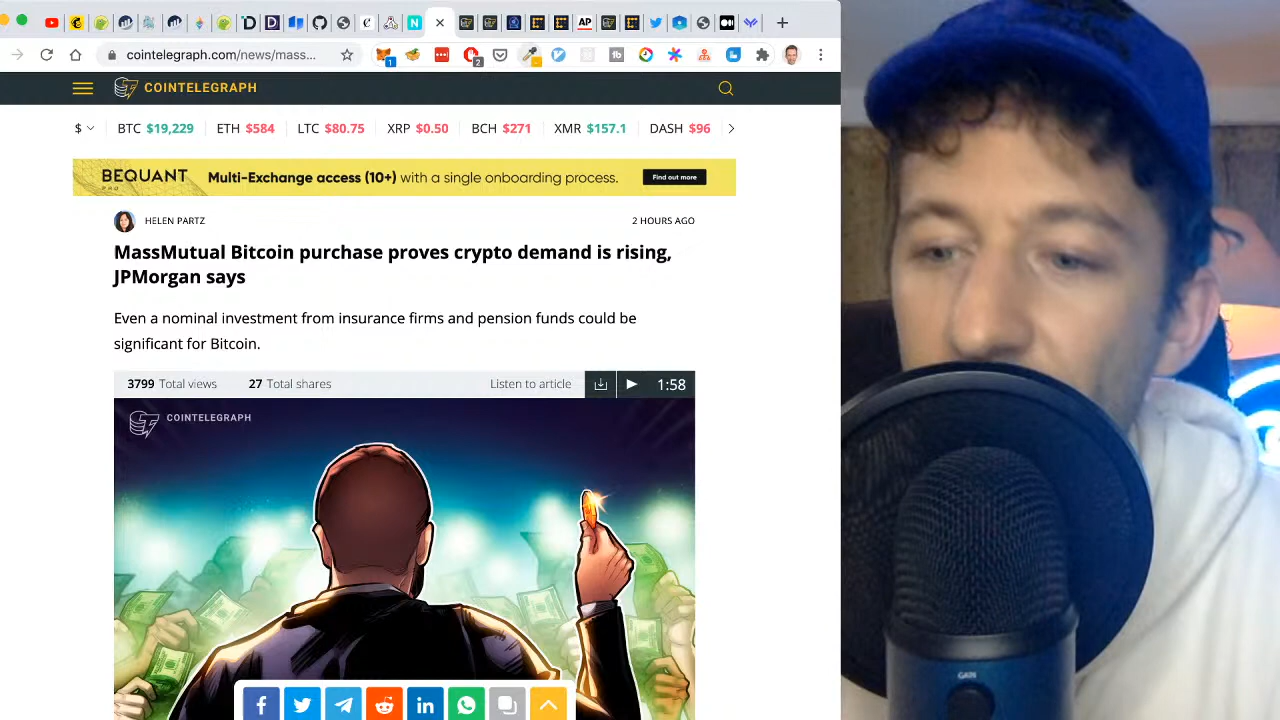 cointelegraph.com/news/mass...
1
2
COINTELEGRAPH
$ BTC $19,229 ETH $584 LTC $80.75 XRP $0.50 BCH $271 XMR $157.1 DASH $96
BEQUANT Multi-Exchange access (10+) with a single onboarding process. Find out more
PRO
HELEN PARTZ 2 HOURS AGO
MassMutual Bitcoin purchase proves crypto demand is rising,
JPMorgan says
Even a nominal investment from insurance firms and pension funds could be
significant for Bitcoin.
3799 Total views 27 Total shares Listen to article 1:58
COINTELEGRAPH
GAIN